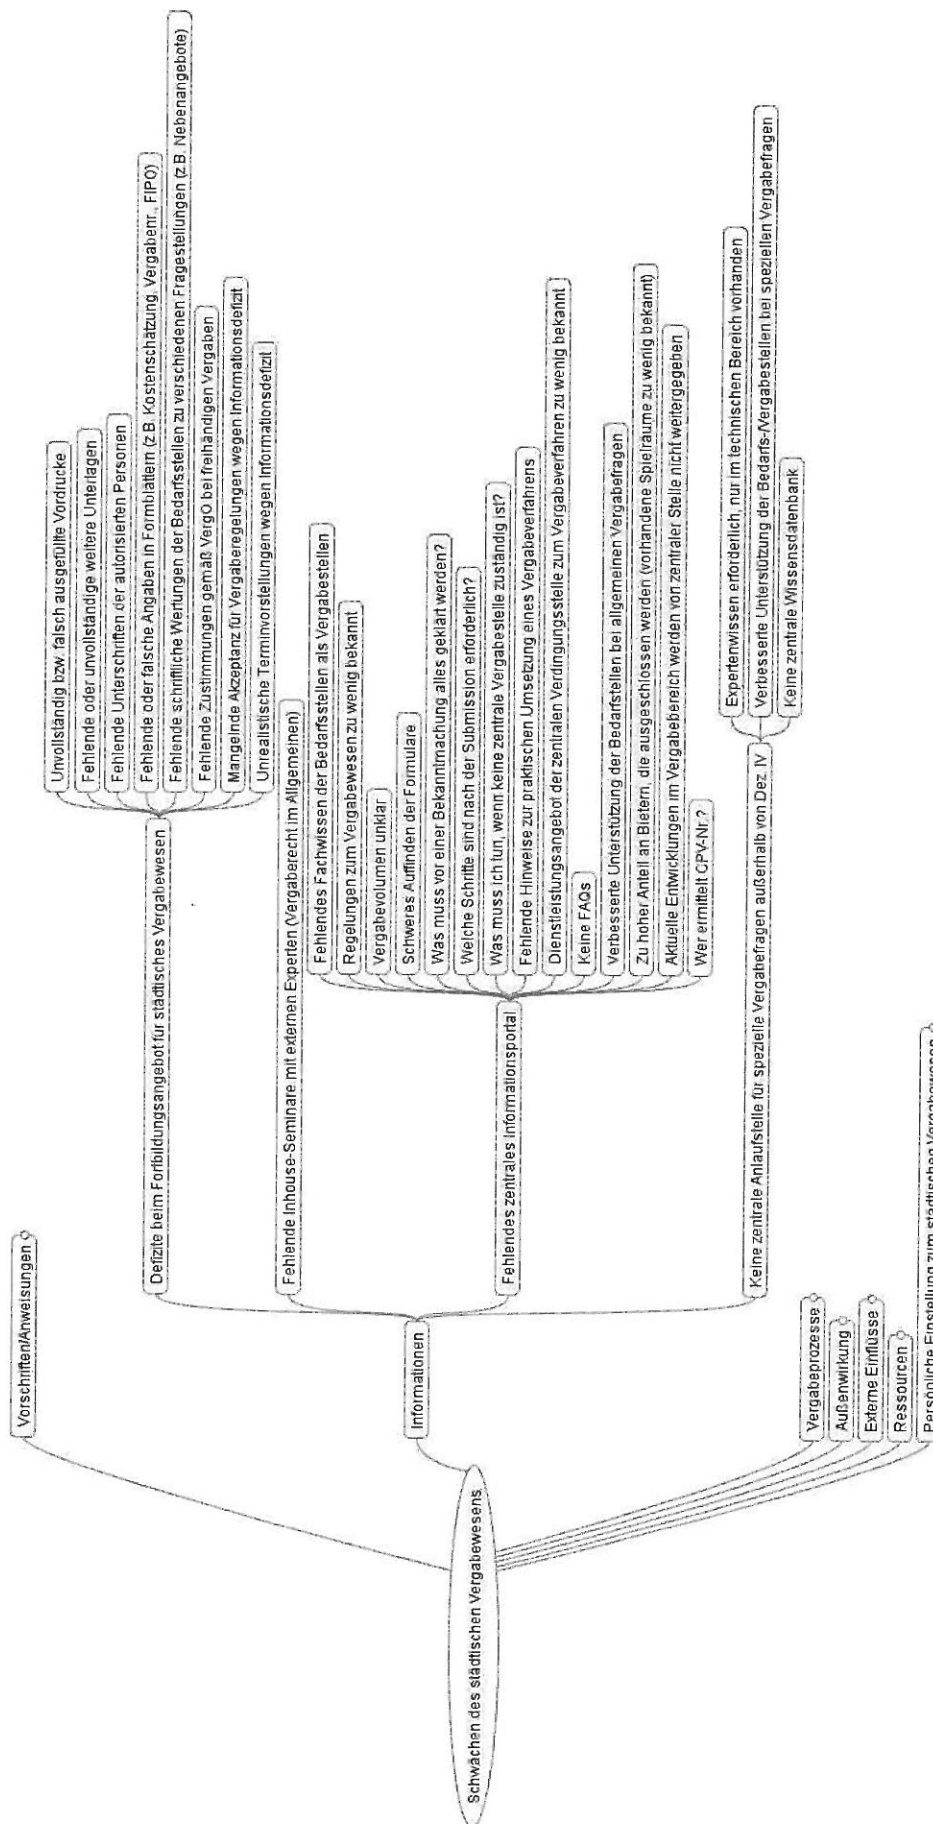 Schwächen des städtischen Vergabewesens
Vorschriften/Anweisungen
Informationen
Defizite beim Fortbildungsangebot für städtisches Vergabewesen
Unvollständig bzw. falsch ausgefüllte Vordrucke
Fehlende oder unvollständige weitere Unterlagen
Fehlende Unterschriften der autorisierten Personen
Fehlende oder falsche Angaben in Formblättern (z.B. Kostenschätzung, Vergabenr., FIPO)
Fehlende schriftliche Wertungen der Bedarfsstellen zu verschiedenen Fragestellungen (z.B. Nebenangebote)
Fehlende Zustimmungen gemäß VergO bei freihändigen Vergaben
Mangelnde Akzeptanz für Vergaberegelungen wegen Informationsdefizit
Unrealistische Terminvorstellungen wegen Informationsdefizit
Fehlende Inhouse-Seminare mit externen Experten (Vergaberecht im Allgemeinen)
Fehlendes zentrales Informationsportal
Fehlendes Fachwissen der Bedarfsstellen als Vergabestellen
Regelungen zum Vergabewesen zu wenig bekannt
Vergabevolumen unklar
Schweres Auffinden der Formulare
Was muss vor einer Bekanntmachung alles geklärt werden?
Welche Schritte sind nach der Submission erforderlich?
Was muss ich tun, wenn keine zentrale Vergabestelle zuständig ist?
Fehlende Hinweise zur praktischen Umsetzung eines Vergabeverfahrens
Dienstleistungsangebot der zentralen Verdingungsstelle zum Vergabeverfahren zu wenig bekannt
Keine FAQs
Verbesserte Unterstützung der Bedarfstellen bei allgemeinen Vergabefragen
Zu hoher Anteil an Bietern, die ausgeschlossen werden (vorhandene Spielräume zu wenig bekannt)
Aktuelle Entwicklungen im Vergabebereich werden von zentraler Stelle nicht weitergegeben
Wer ermittelt CPV-Nr.?
Keine zentrale Anlaufstelle für spezielle Vergabefragen außerhalb von Dez. IV
Expertenwissen erforderlich, nur im technischen Bereich vorhanden
Verbesserte Unterstützung der Bedarfs-/Vergabestellen bei speziellen Vergabefragen
Keine zentrale Wissensdatenbank
Vergabeprozesse
Außenwirkung
Externe Einflüsse
Ressourcen
Persönliche Einstellung zum städtischen Vergabewesen